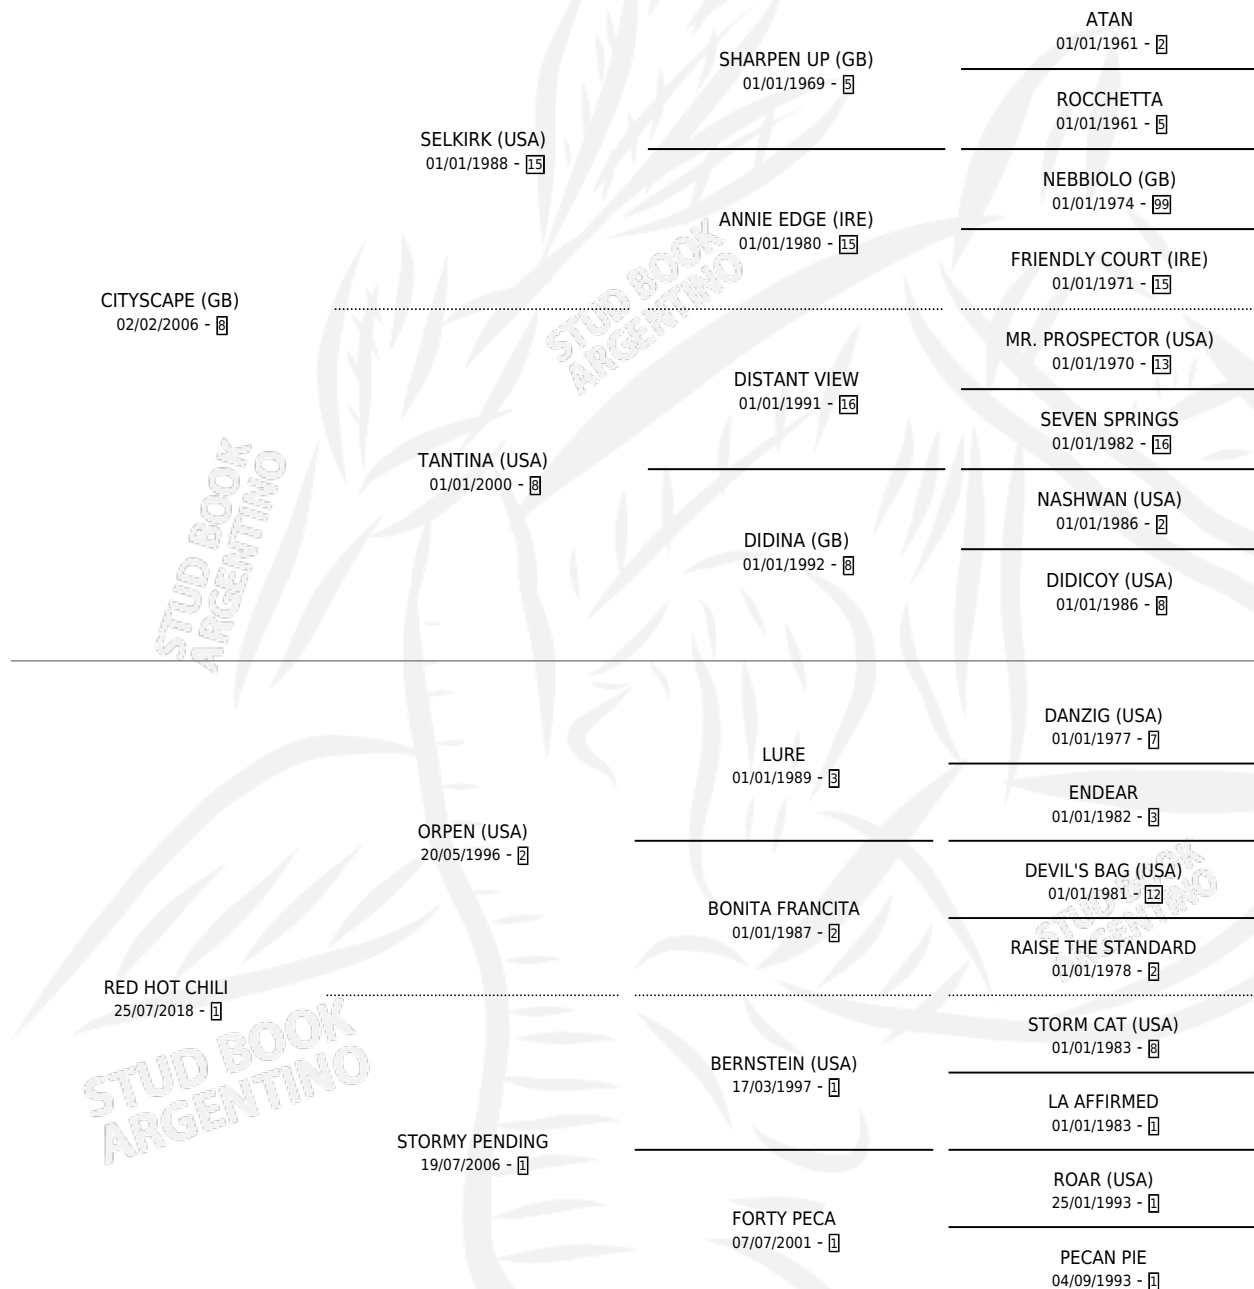 ATAN
01/01/1961 - 2
SHARPEN UP (GB)
01/01/1969 - 5
ROCCHETTA
01/01/1961 - 5
SELKIRK (USA)
01/01/1988 - 15
NEBBIOLO (GB)
01/01/1974 - 99
ANNIE EDGE (IRE)
01/01/1980 - 15
FRIENDLY COURT (IRE)
01/01/1971 - 15
CITYSCAPE (GB)
02/02/2006 - 8
MR. PROSPECTOR (USA)
01/01/1970 - 13
DISTANT VIEW
01/01/1991 - 16
SEVEN SPRINGS
01/01/1982 - 16
TANTINA (USA)
01/01/2000 - 8
NASHWAN (USA)
01/01/1986 - 2
DIDINA (GB)
01/01/1992 - 8
DIDICOY (USA)
01/01/1986 - 8
DANZIG (USA)
01/01/1977 - 7
LURE
01/01/1989 - 3
ENDEAR
01/01/1982 - 3
ORPEN (USA)
20/05/1996 - 2
DEVIL'S BAG (USA)
01/01/1981 - 12
BONITA FRANCITA
01/01/1987 - 2
RAISE THE STANDARD
01/01/1978 - 2
RED HOT CHILI
25/07/2018 - 1
STORM CAT (USA)
01/01/1983 - 8
BERNSTEIN (USA)
17/03/1997 - 1
LA AFFIRMED
01/01/1983 - 1
STORMY PENDING
19/07/2006 - 1
ROAR (USA)
25/01/1993 - 1
FORTY PECA
07/07/2001 - 1
PECAN PIE
04/09/1993 - 1
STUD BOOK
ARGENTINO
STUD BOOK
ARGENTINO
STUD BOOK
ARGENTINO
STUD BOOK
ARGENTINO